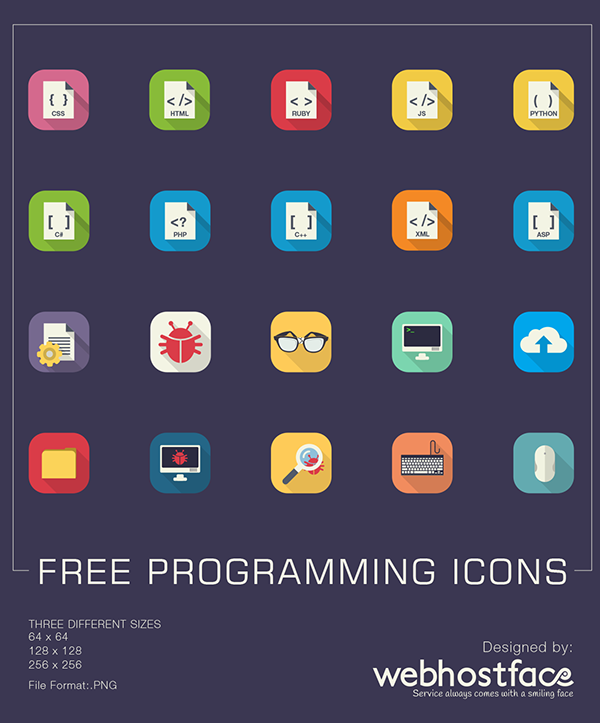 { } CSS
</> HTML
< > RUBY
</> JS
( ) PYTHON
[ ] C#
<? PHP
[ ] C++
</> XML
[ ] ASP
>_
FREE PROGRAMMING ICONS
THREE DIFFERENT SIZES
64 x 64
128 x 128
256 x 256
File Format:.PNG
Designed by:
webhostface
Service always comes with a smiling face